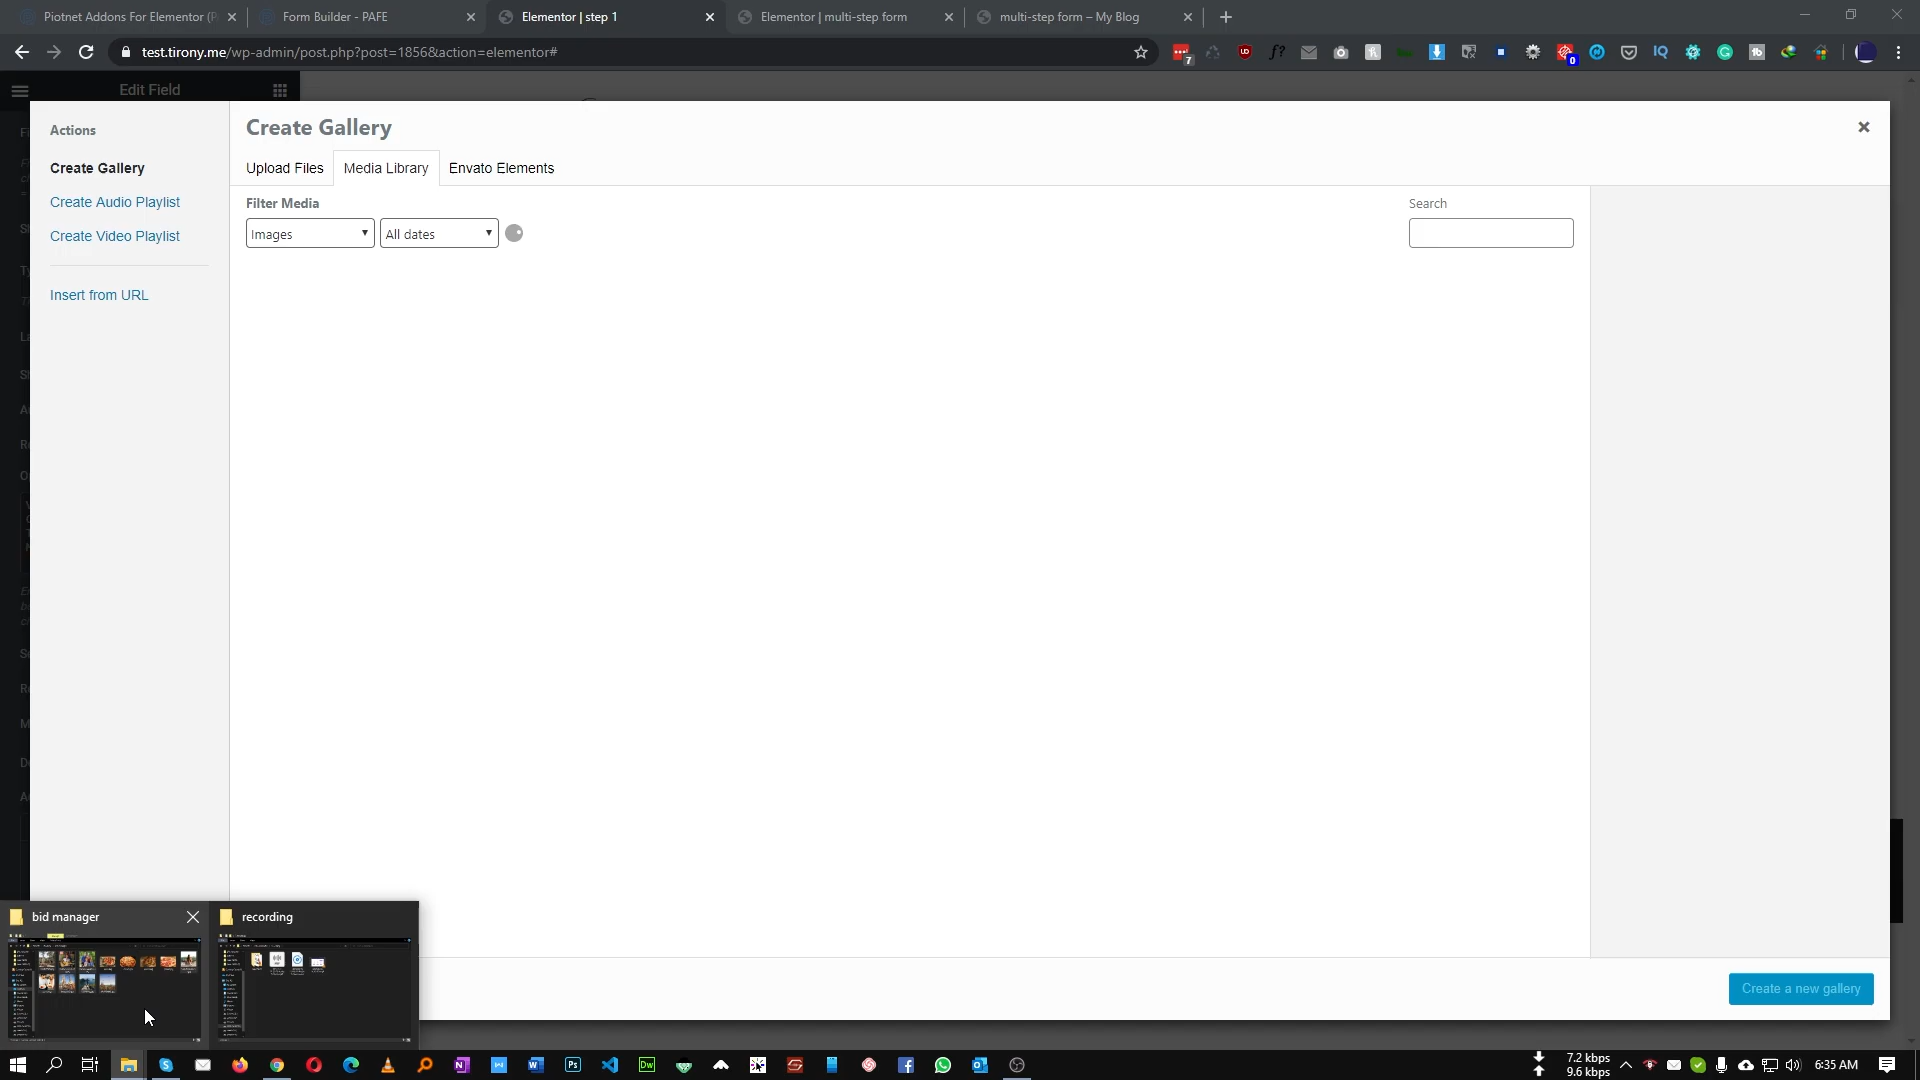 Piotnet Addons For Elementor (P
Form Builder - PAFE
Elementor | step 1
Elementor | multi-step form
multi-step form – My Blog
test.tirony.me/wp-admin/post.php?post=1856&action=elementor#
7
0
Edit Field
Actions
Create Gallery
Create Audio Playlist
Create Video Playlist
Insert from URL
Create Gallery
Upload Files
Media Library
Envato Elements
Filter Media
Images
All dates
Search
Create a new gallery
bid manager
recording
7.2 kbps
9.6 kbps
6:35 AM